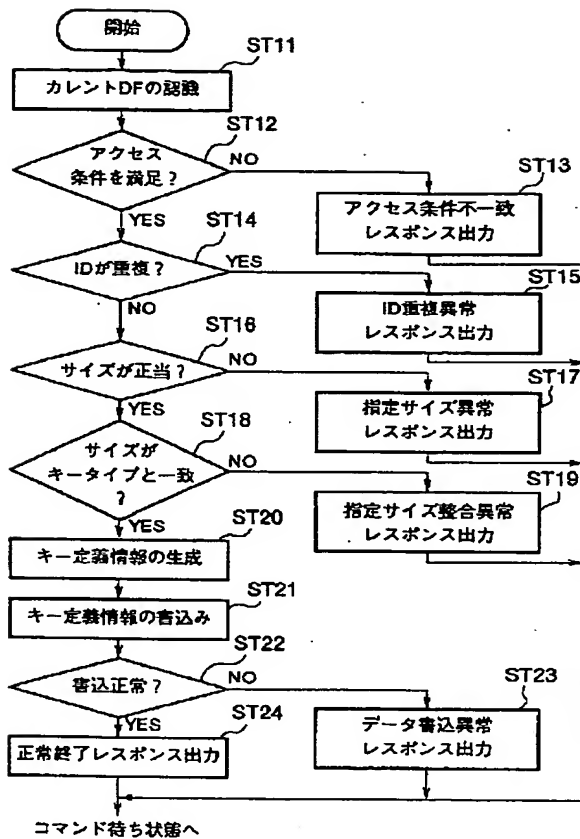 開始
ST11
カレントDFの認識
ST12
アクセス
条件を満足？
NO
YES
ST13
アクセス条件不一致
レスポンス出力
ST14
IDが重複？
YES
NO
ST15
ID重複異常
レスポンス出力
ST16
サイズが正当？
NO
YES
ST17
指定サイズ異常
レスポンス出力
ST18
サイズが
キータイプと一致
？
NO
YES
ST19
指定サイズ整合異常
レスポンス出力
ST20
キー定義情報の生成
ST21
キー定義情報の書込み
ST22
書込正常？
NO
YES
ST23
データ書込異常
レスポンス出力
ST24
正常終了レスポンス出力
コマンド待ち状態へ